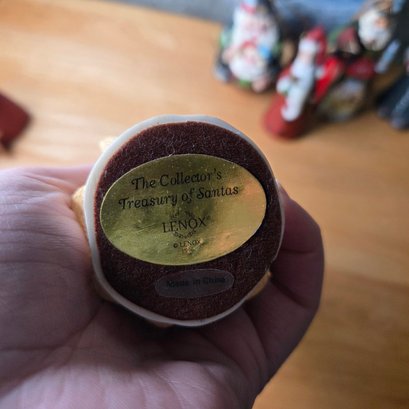 The Collector's
Treasury of Santas
LENOX
© LENOX
Made in China